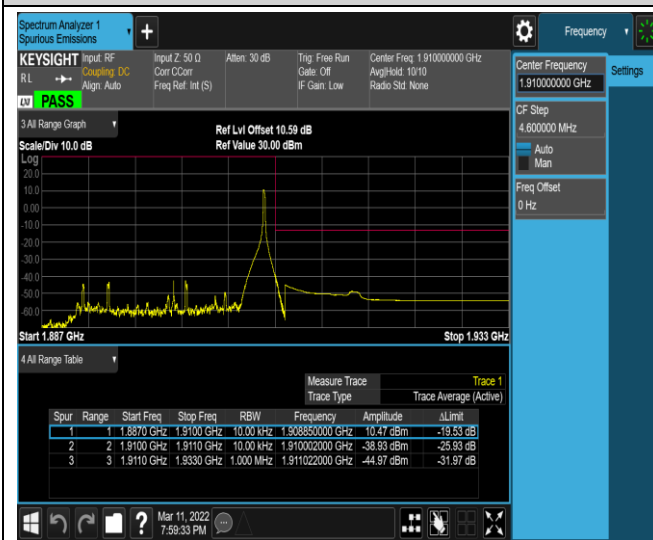 Spectrum Analyzer 1
Spurious Emissions
+
Frequency
KEYSIGHT Input: RF Input Z: 50 Ω Atten: 30 dB Trig: Free Run Center Freq: 1.910000000 GHz
RL Coupling: DC Corr CCorr Gate: Off Avg|Hold: 10/10
Align: Auto Freq Ref: Int (S) IF Gain: Low Radio Std: None
LXI PASS
Center Frequency
1.910000000 GHz
Settings
CF Step
4.600000 MHz
Auto
Man
Freq Offset
0 Hz
3 All Range Graph
Ref Lvl Offset 10.59 dB
Scale/Div 10.0 dB Ref Value 30.00 dBm
Log
20.0
10.0
0.00
-10.0
-20.0
-30.0
-40.0
-50.0
-60.0
Start 1.887 GHz Stop 1.933 GHz
4 All Range Table
Measure Trace Trace 1
Trace Type Trace Average (Active)
Spur Range Start Freq Stop Freq RBW Frequency Amplitude ΔLimit
1 1 1.8870 GHz 1.9100 GHz 10.00 kHz 1.908850000 GHz 10.47 dBm -19.53 dB
2 2 1.9100 GHz 1.9110 GHz 10.00 kHz 1.910002000 GHz -38.93 dBm -25.93 dB
3 3 1.9110 GHz 1.9330 GHz 1.000 MHz 1.911022000 GHz -44.97 dBm -31.97 dB
?
Mar 11, 2022
7:59:33 PM